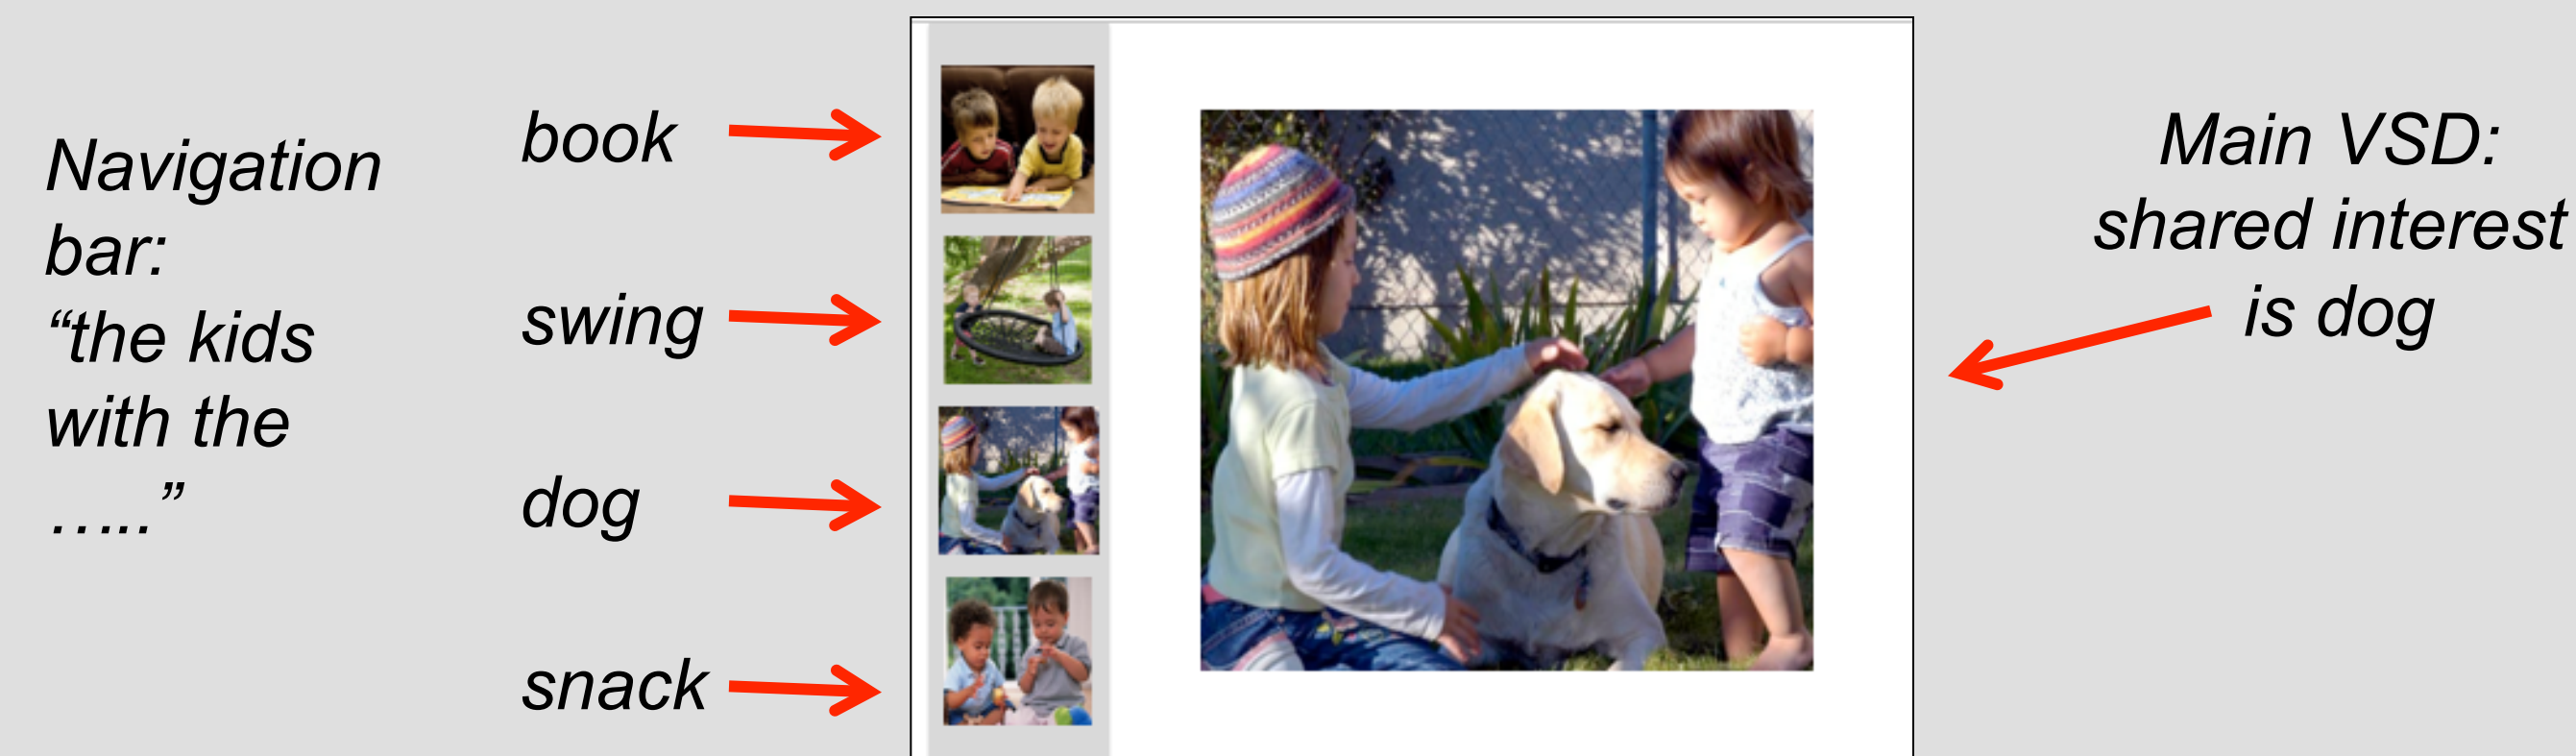 Navigation
bar:
“the kids
with the
…..”
book
swing
dog
snack
Main VSD:
shared interest
is dog